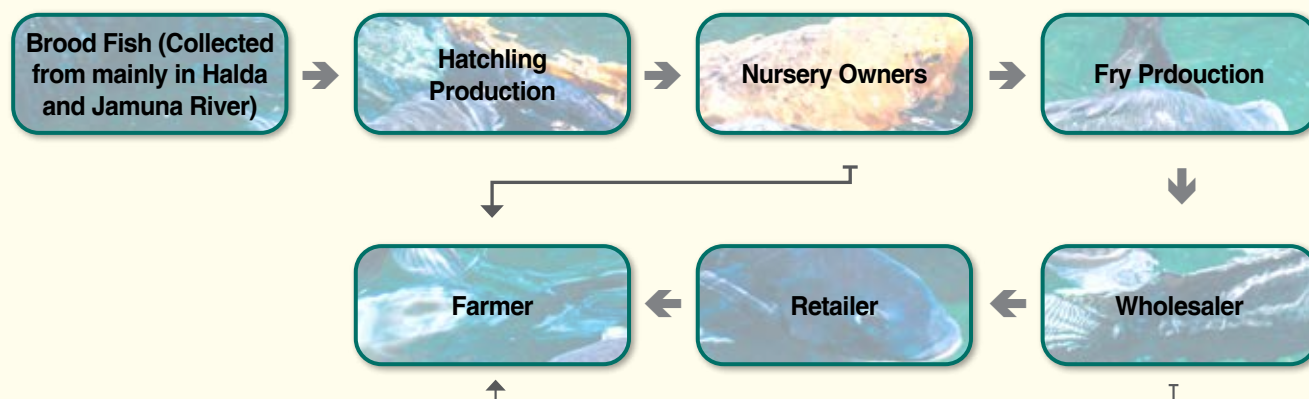 Brood Fish (Collected
from mainly in Halda
and Jamuna River)
Hatchling
Production
Nursery Owners
Fry Prdouction
Farmer
Retailer
Wholesaler